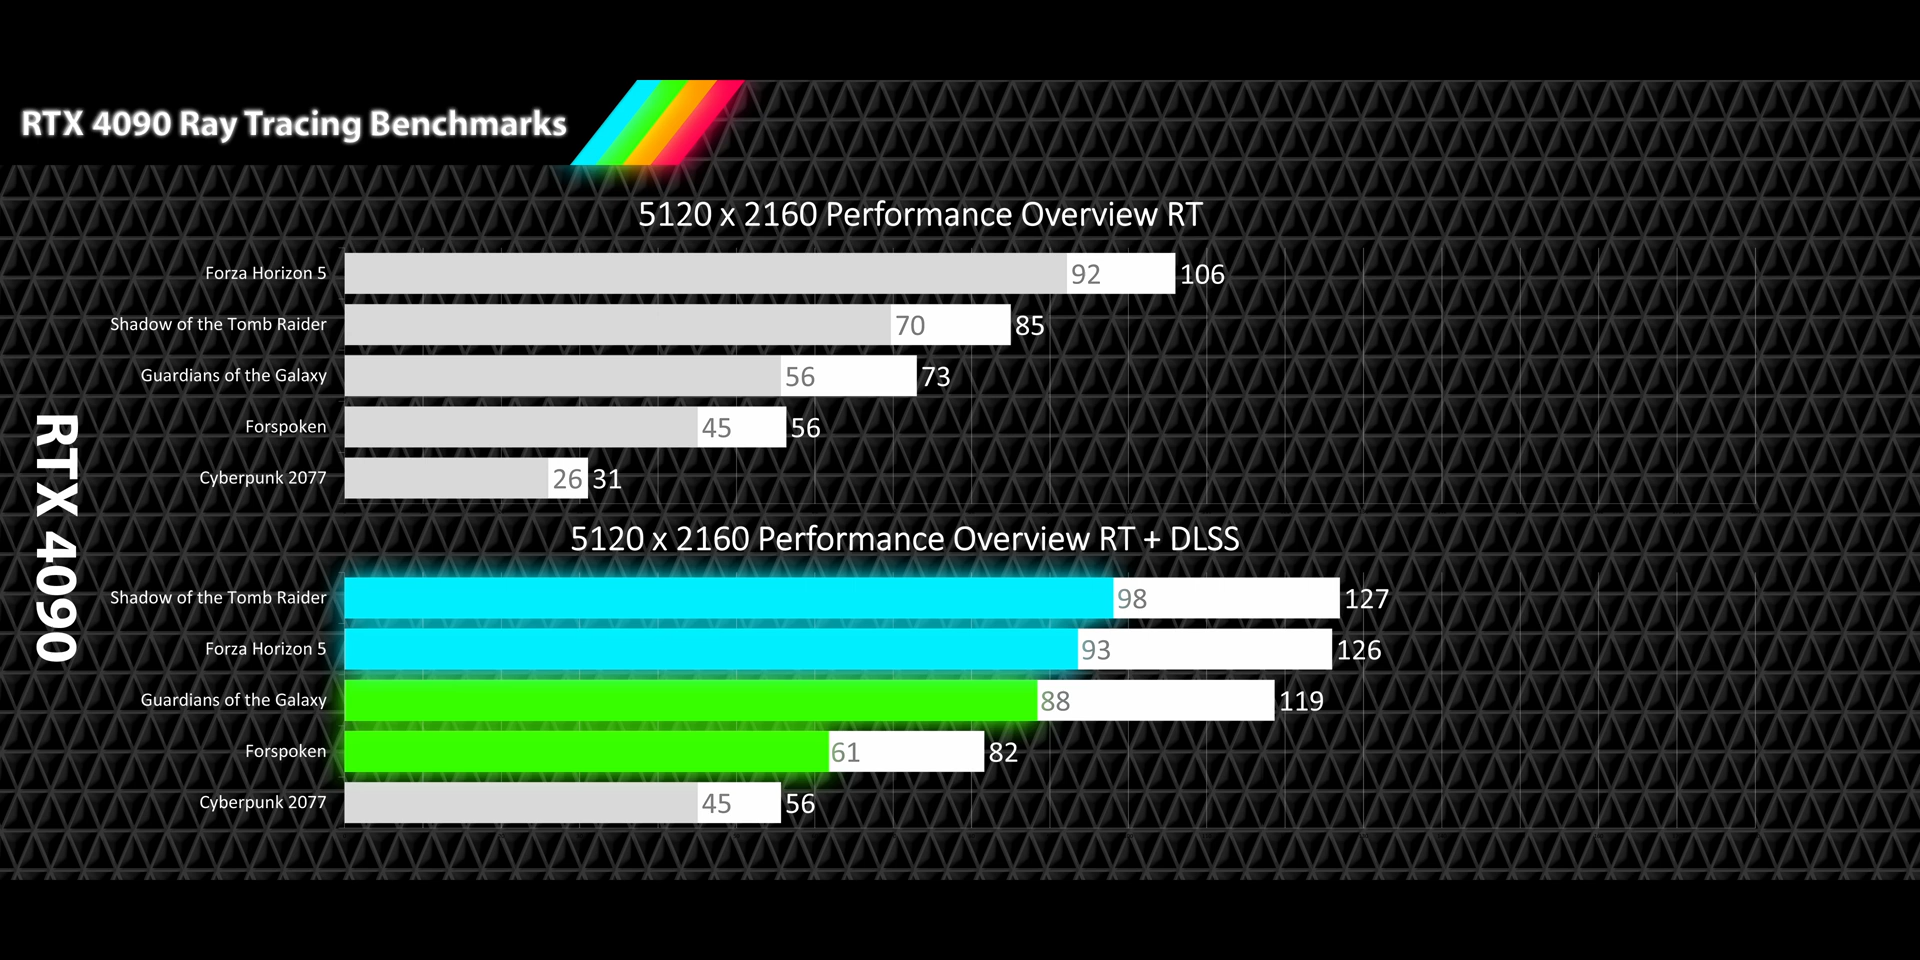 RTX 4090 Ray Tracing Benchmarks
RTX 4090
5120 x 2160 Performance Overview RT
Forza Horizon 5 92 106
Shadow of the Tomb Raider 70 85
Guardians of the Galaxy 56 73
Forspoken 45 56
Cyberpunk 2077 26 31
5120 x 2160 Performance Overview RT + DLSS
Shadow of the Tomb Raider 98 127
Forza Horizon 5 93 126
Guardians of the Galaxy 88 119
Forspoken 61 82
Cyberpunk 2077 45 56